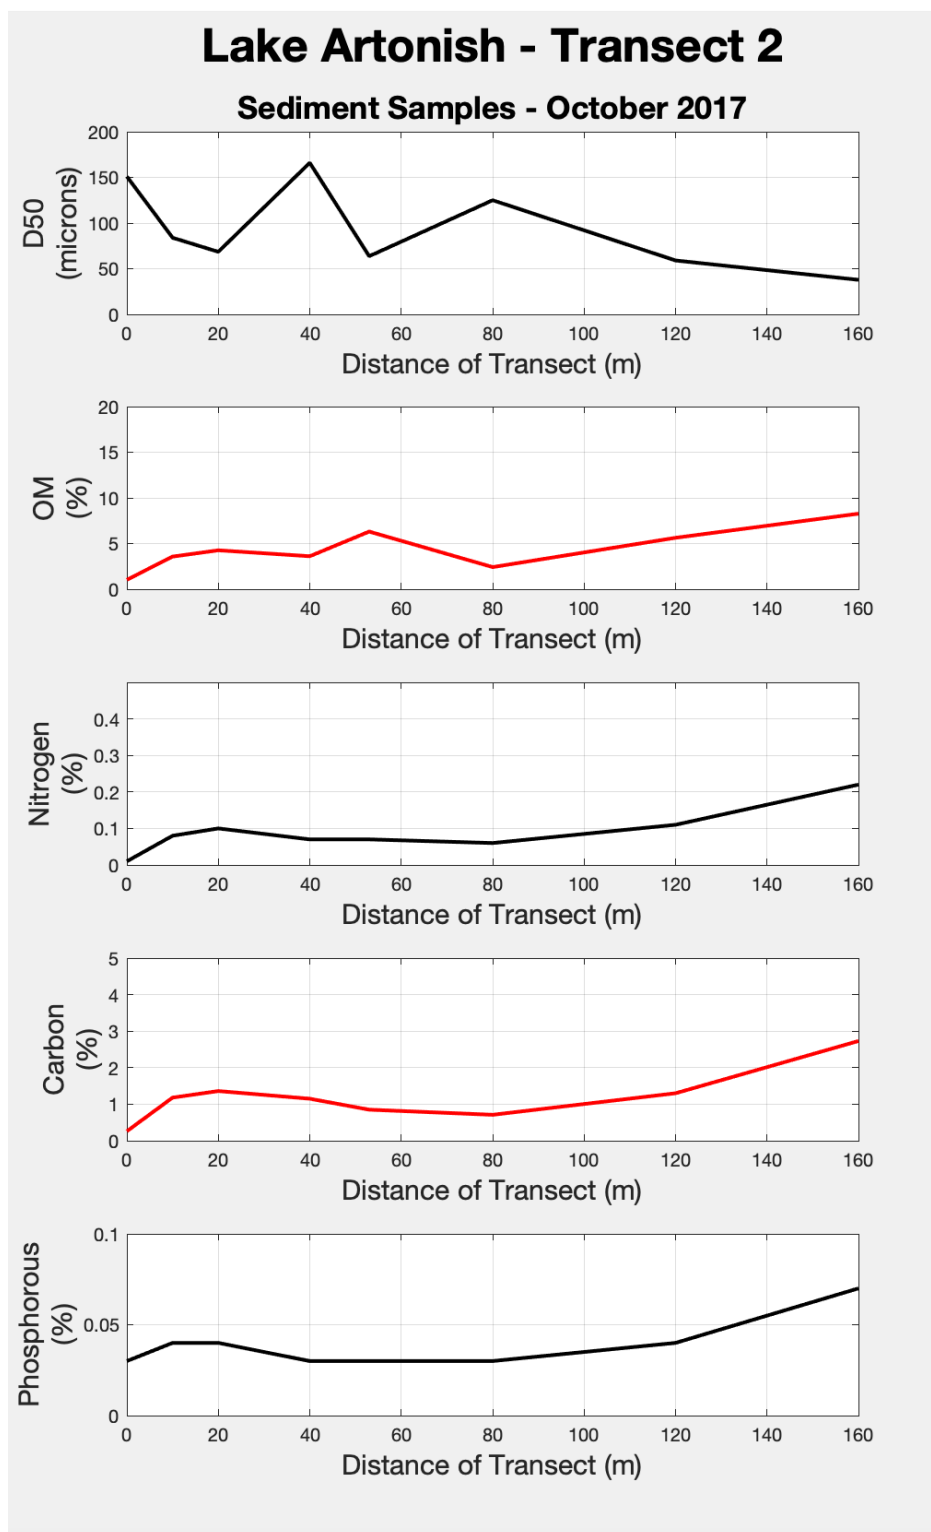 Lake Artonish - Transect 2
Sediment Samples - October 2017
D50
(microns)
200
150
100
50
0
0 20 40 60 80 100 120 140 160
Distance of Transect (m)
OM
(%)
20
15
10
5
0
0 20 40 60 80 100 120 140 160
Distance of Transect (m)
Nitrogen
(%)
0.4
0.3
0.2
0.1
0
0 20 40 60 80 100 120 140 160
Distance of Transect (m)
Carbon
(%)
5
4
3
2
1
0
0 20 40 60 80 100 120 140 160
Distance of Transect (m)
Phosphorous
(%)
0.1
0.05
0
0 20 40 60 80 100 120 140 160
Distance of Transect (m)